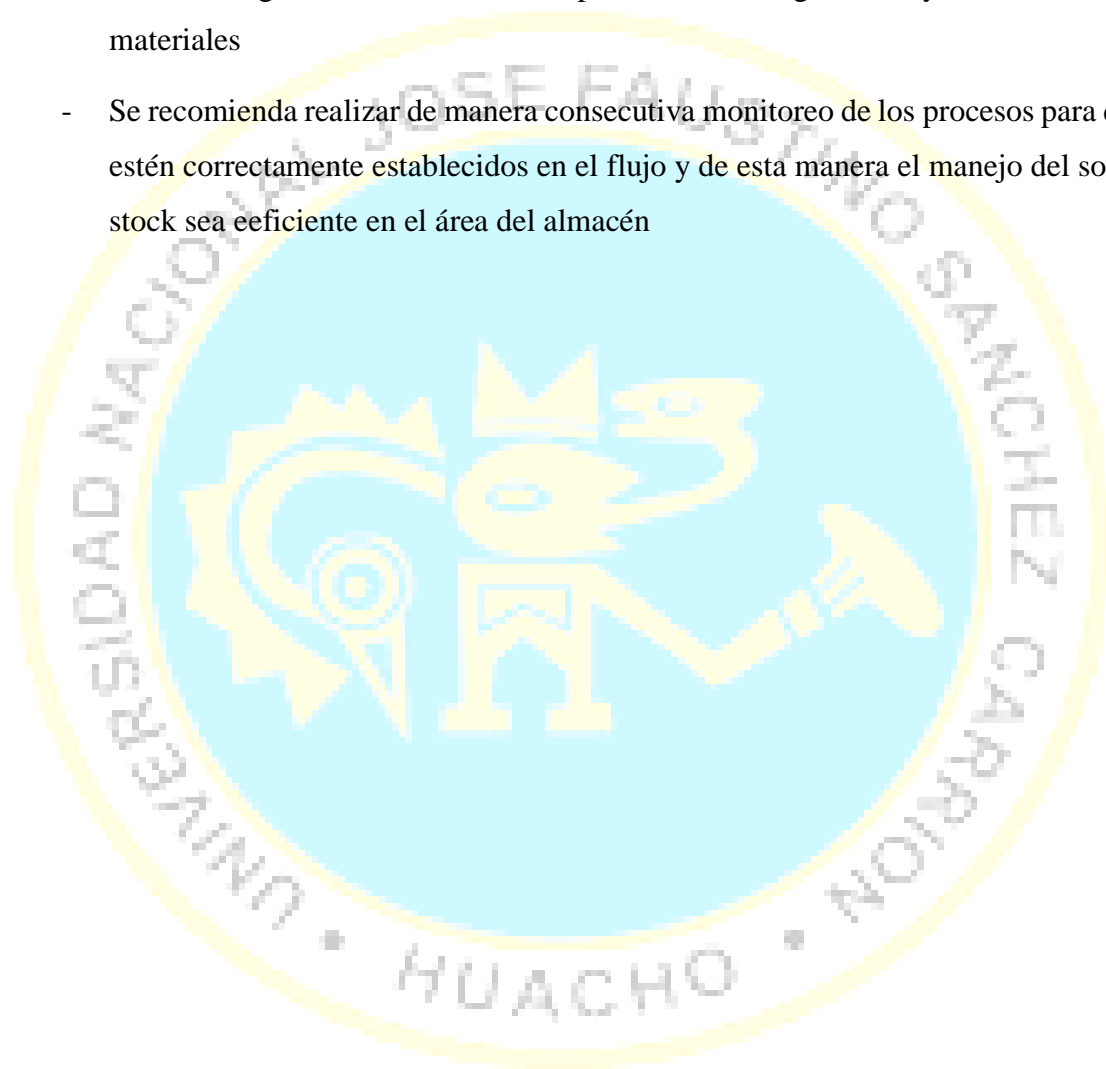 materiales
- Se recomienda realizar de manera consecutiva monitoreo de los procesos para
estén correctamente establecidos en el flujo y de esta manera el manejo del
stock sea eeficiente en el área del almacén
UNIVERSIDAD NACIONAL JOSE FAUSTINO SANCHEZ CARRION
• HUACHO •